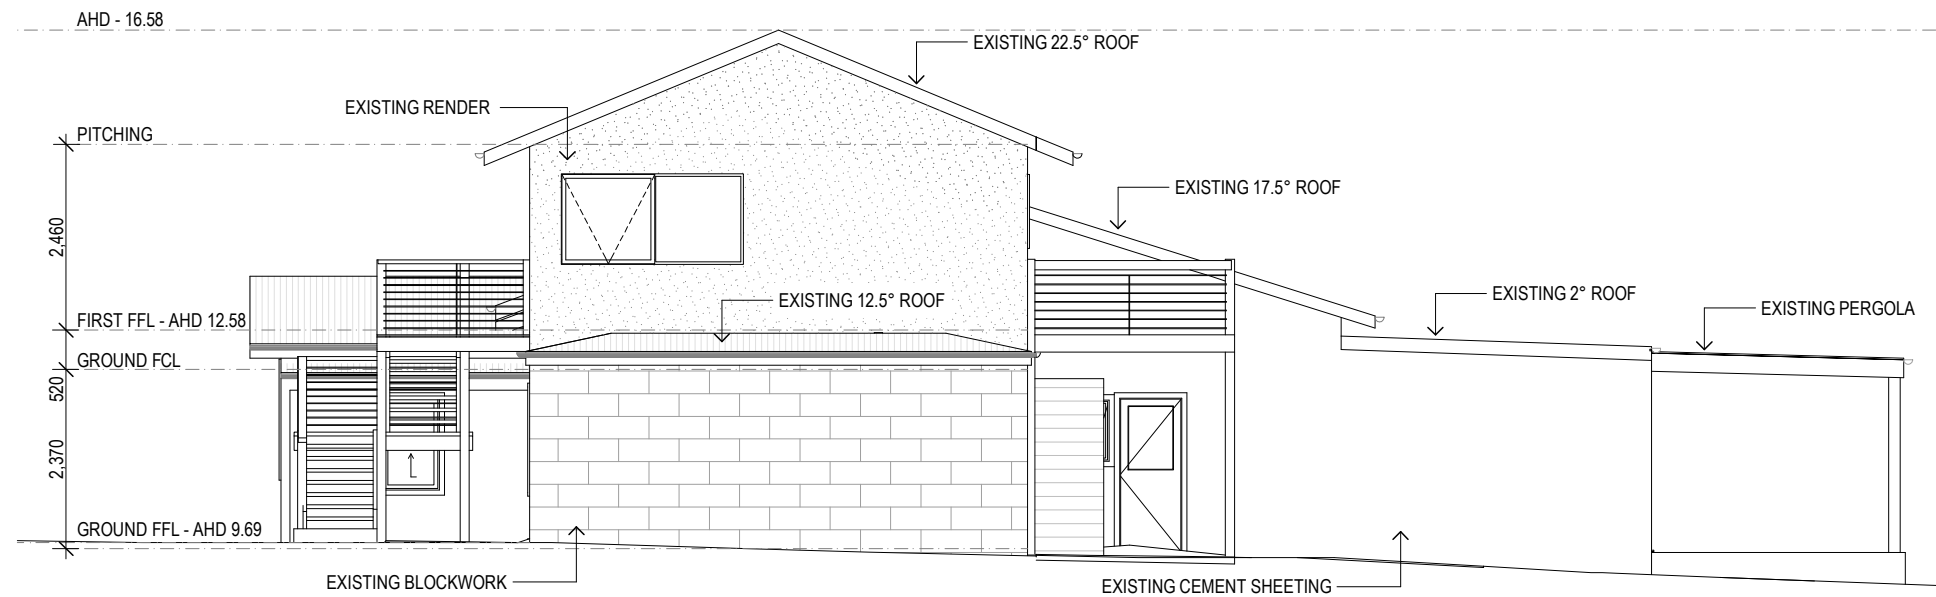 AHD - 16.58
EXISTING 22.5° ROOF
EXISTING RENDER
PITCHING
EXISTING 17.5° ROOF
2,460
EXISTING 12.5° ROOF
EXISTING 2° ROOF
EXISTING PERGOLA
FIRST FFL - AHD 12.58
GROUND FCL
520
2,370
GROUND FFL - AHD 9.69
EXISTING BLOCKWORK
EXISTING CEMENT SHEETING